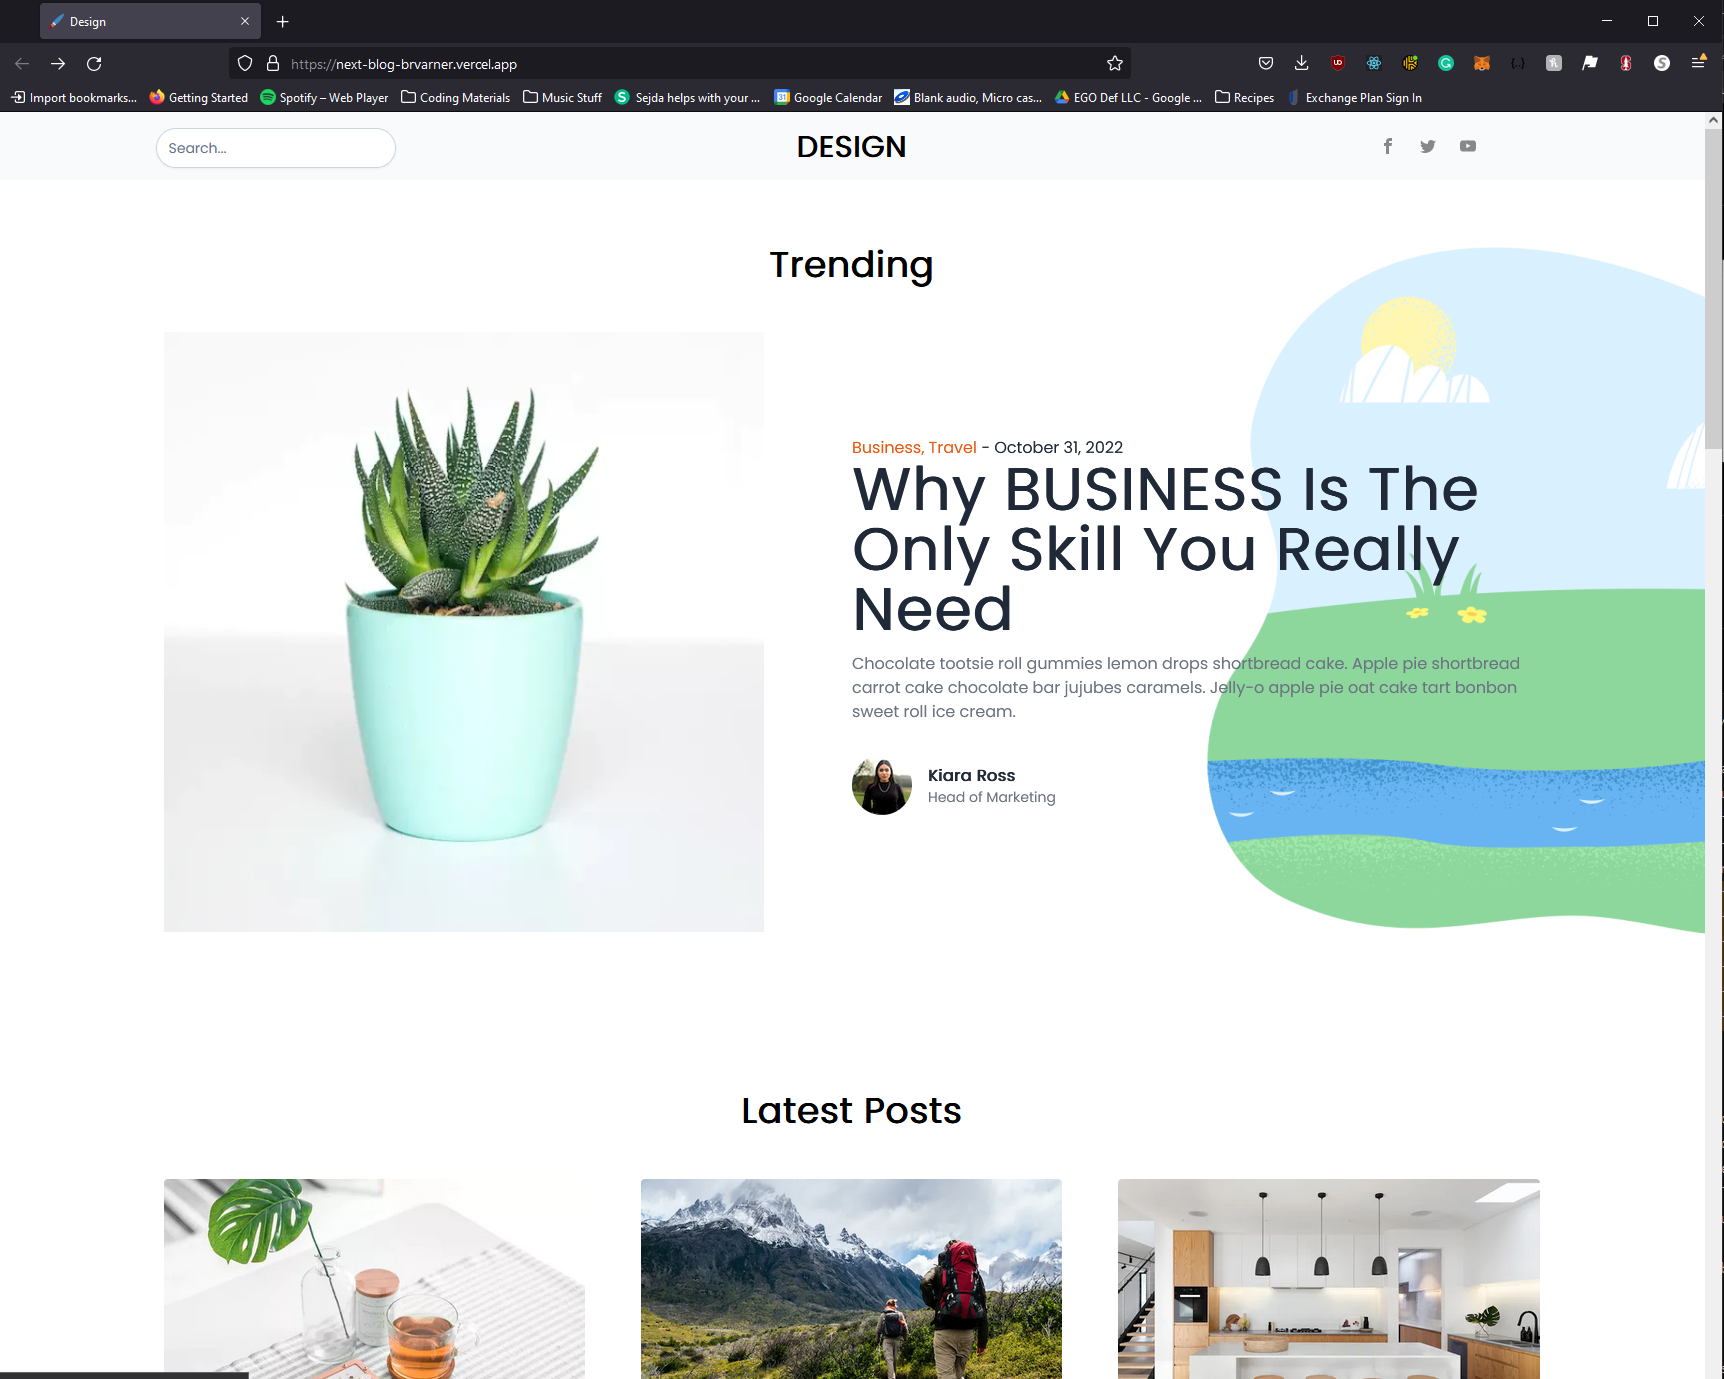 Design
https://next-blog-brvarner.vercel.app
Import bookmarks... Getting Started Spotify – Web Player Coding Materials Music Stuff Sejda helps with your ... Google Calendar Blank audio, Micro cas... EGO Def LLC - Google ... Recipes Exchange Plan Sign In
Search... DESIGN
Trending
Business, Travel - October 31, 2022
Why BUSINESS Is The
Only Skill You Really
Need
Chocolate tootsie roll gummies lemon drops shortbread cake. Apple pie shortbread
carrot cake chocolate bar jujubes caramels. Jelly-o apple pie oat cake tart bonbon
sweet roll ice cream.
Kiara Ross
Head of Marketing
Latest Posts